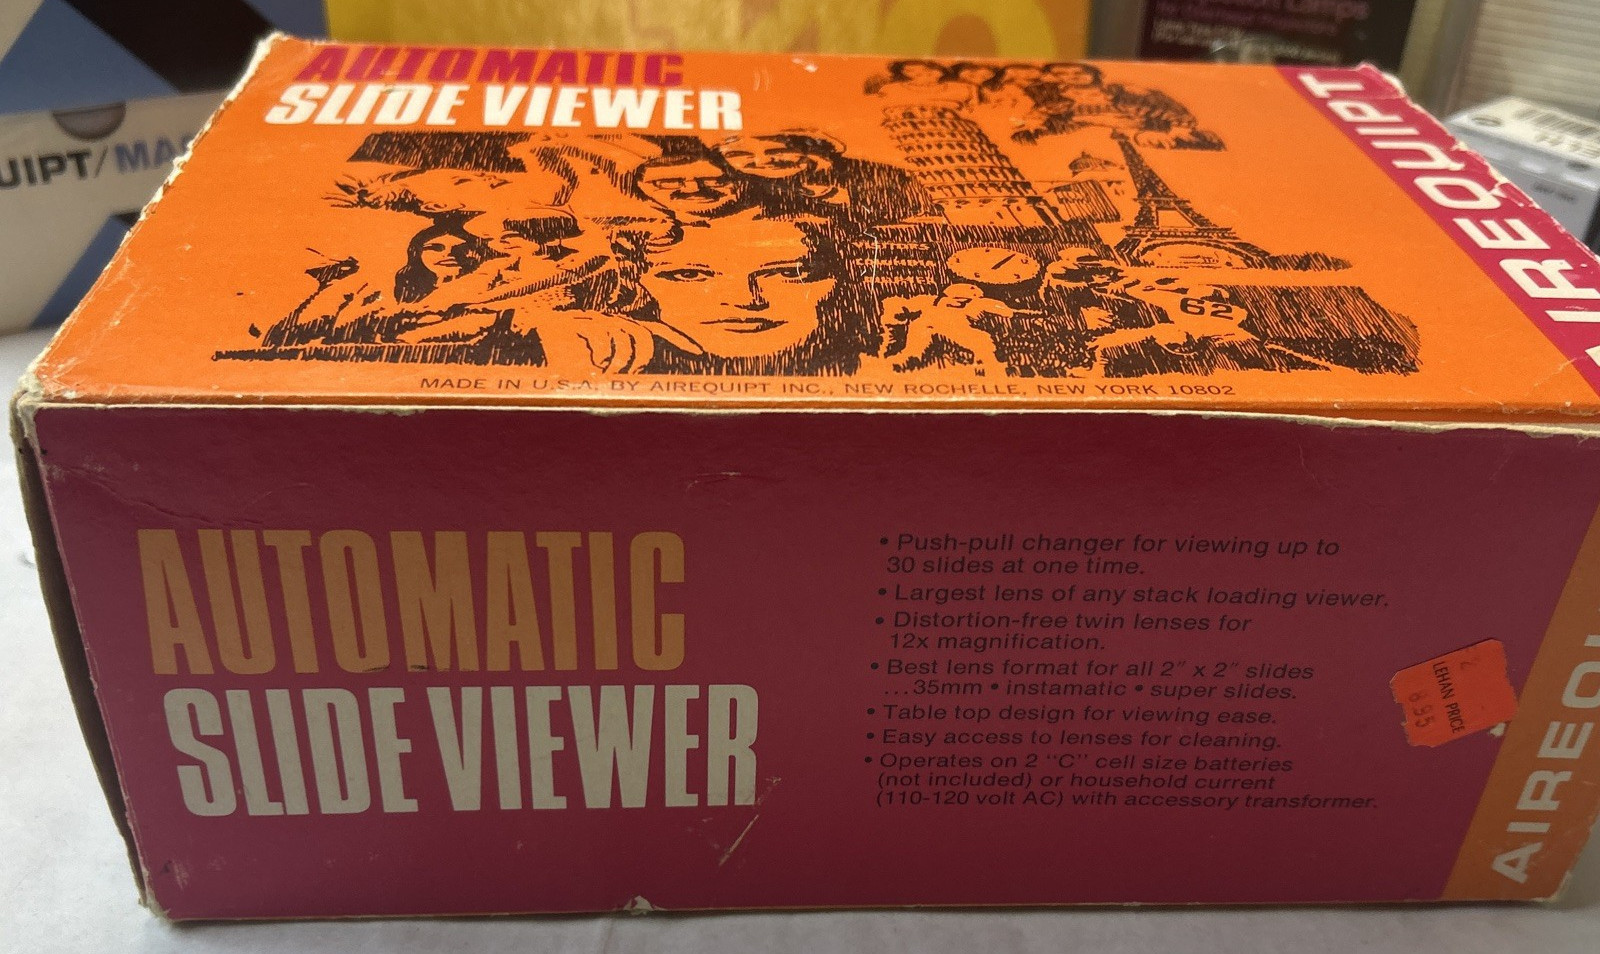 AUTOMATIC
SLIDE VIEWER
AIREQUIPT
62
MADE IN U.S.A. BY AIREQUIPT INC., NEW ROCHELLE, NEW YORK 10802
UIPT/MA
AUTOMATIC
SLIDE VIEWER
• Push-pull changer for viewing up to
30 slides at one time.
• Largest lens of any stack loading viewer.
• Distortion-free twin lenses for
12x magnification.
• Best lens format for all 2" x 2" slides
...35mm • instamatic • super slides.
• Table top design for viewing ease.
• Easy access to lenses for cleaning.
• Operates on 2 "C" cell size batteries
(not included) or household current
(110-120 volt AC) with accessory transformer.
LEHAN PRICE
8 95
AIREQU
Lamps